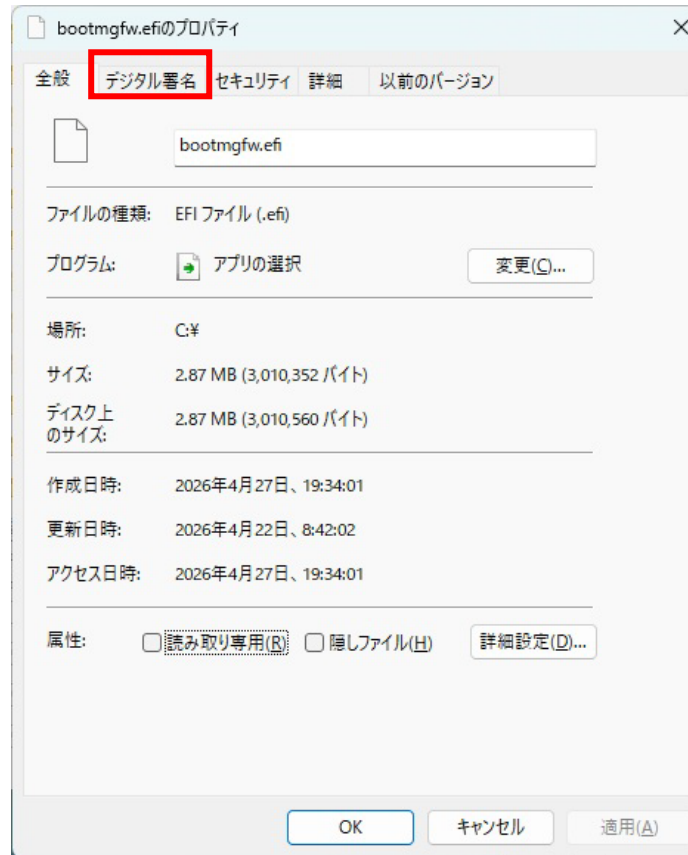 bootmgfw.efiのプロパティ
全般 デジタル署名 セキュリティ 詳細 以前のバージョン
bootmgfw.efi
ファイルの種類: EFI ファイル (.efi)
プログラム: アプリの選択 変更(C)...
場所: C:¥
サイズ: 2.87 MB (3,010,352 バイト)
ディスク上
のサイズ: 2.87 MB (3,010,560 バイト)
作成日時: 2026年4月27日、19:34:01
更新日時: 2026年4月22日、8:42:02
アクセス日時: 2026年4月27日、19:34:01
属性: 読み取り専用(R) 隠しファイル(H) 詳細設定(D)...
OK キャンセル 適用(A)